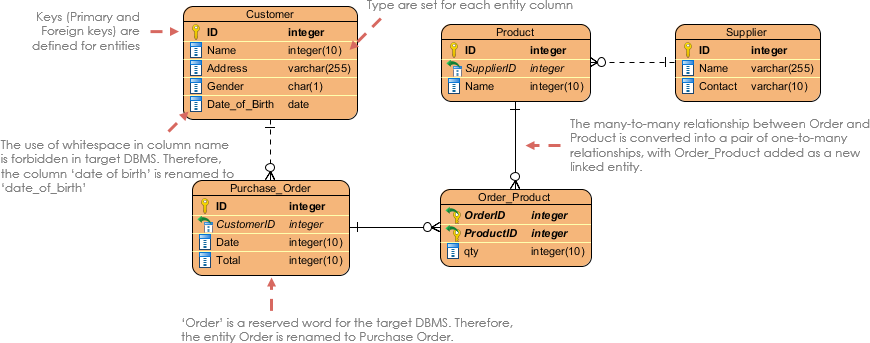 Type are set for each entity column
Keys (Primary and
Foreign keys) are
defined for entities
Customer
ID integer
Name integer(10)
Address varchar(255)
Gender char(1)
Date_of_Birth date
Product
ID integer
SupplierID integer
Name integer(10)
Supplier
ID integer
Name varchar(255)
Contact varchar(10)
The use of whitespace in column name
is forbidden in target DBMS. Therefore,
the column ‘date of birth’ is renamed to
‘date_of_birth’
The many-to-many relationship between Order and
Product is converted into a pair of one-to-many
relationships, with Order_Product added as a new
linked entity.
Purchase_Order
ID integer
CustomerID integer
Date integer(10)
Total integer(10)
Order_Product
OrderID integer
ProductID integer
qty integer(10)
‘Order’ is a reserved word for the target DBMS. Therefore,
the entity Order is renamed to Purchase Order.